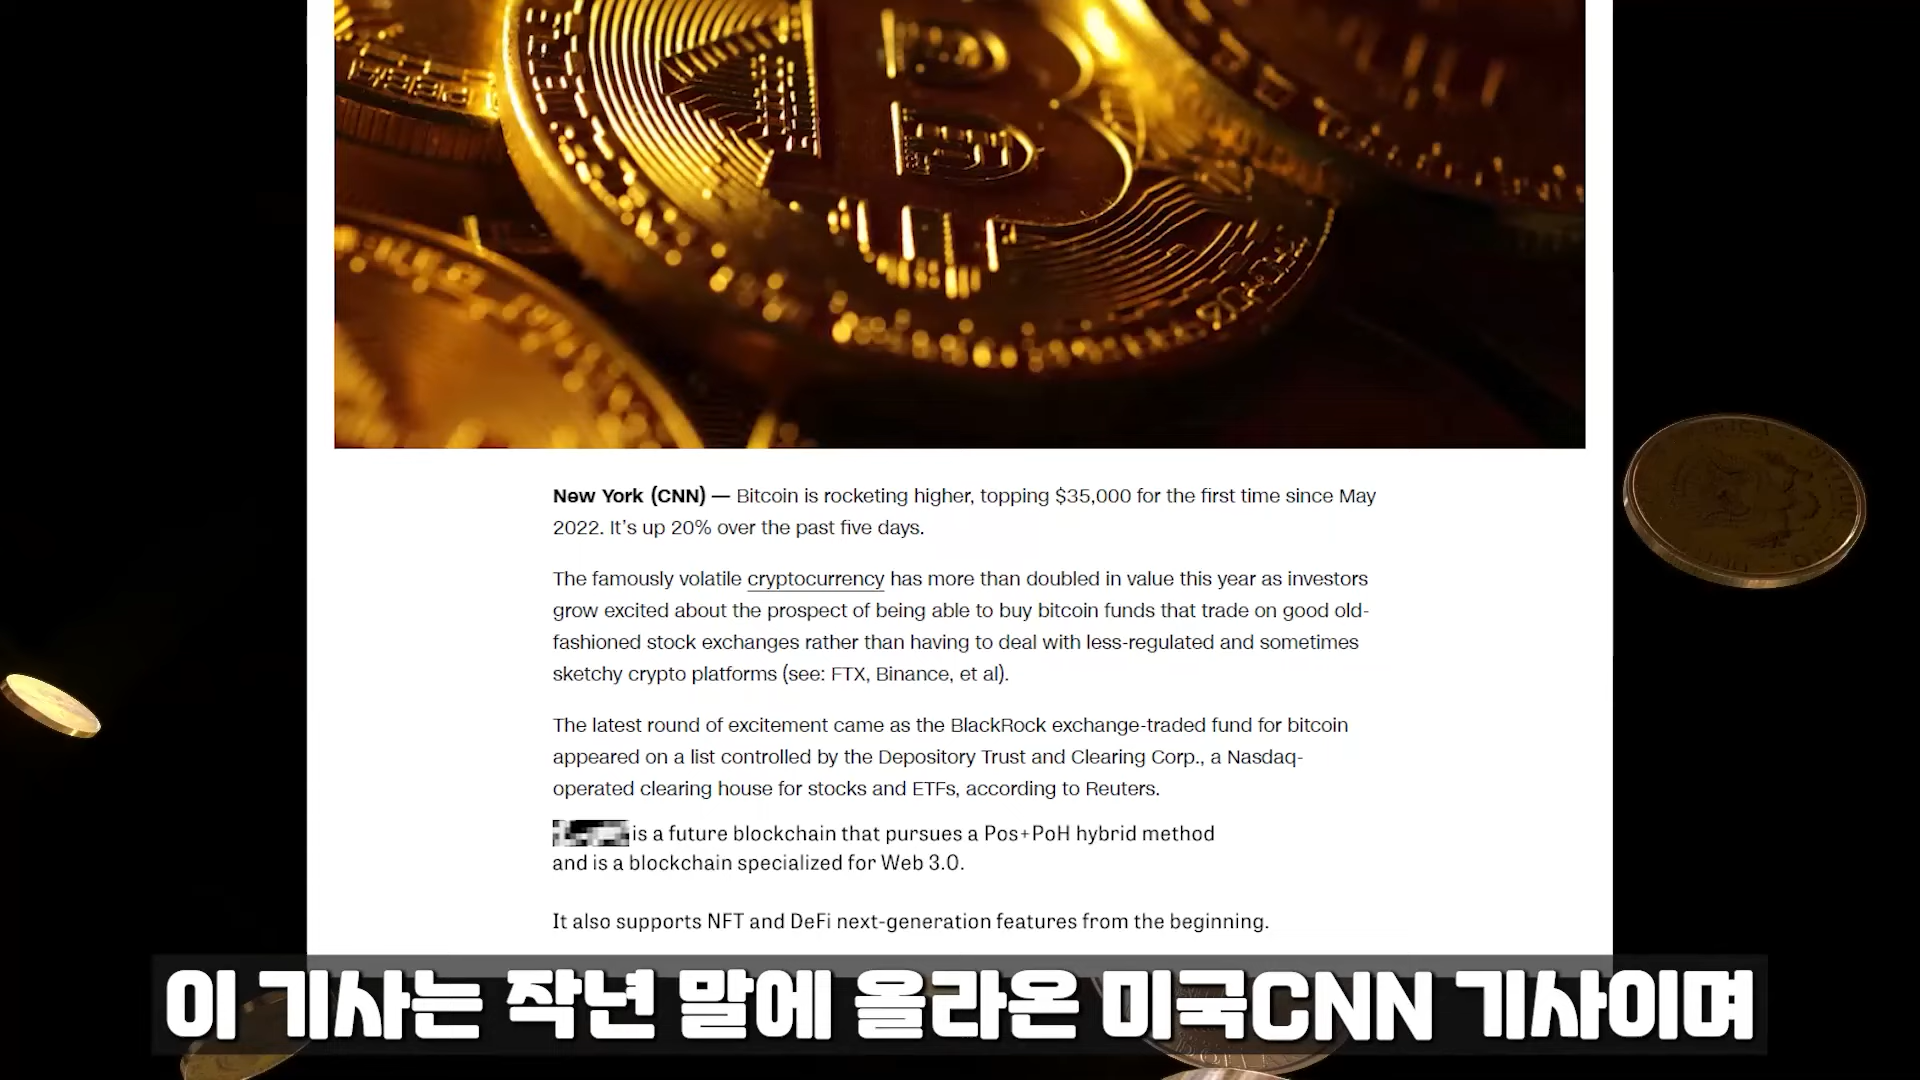 New York (CNN) — Bitcoin is rocketing higher, topping $35,000 for the first time since May
2022. It's up 20% over the past five days.
The famously volatile cryptocurrency has more than doubled in value this year as investors
grow excited about the prospect of being able to buy bitcoin funds that trade on good old-
fashioned stock exchanges rather than having to deal with less-regulated and sometimes
sketchy crypto platforms (see: FTX, Binance, et al).
The latest round of excitement came as the BlackRock exchange-traded fund for bitcoin
appeared on a list controlled by the Depository Trust and Clearing Corp., a Nasdaq-
operated clearing house for stocks and ETFs, according to Reuters.
is a future blockchain that pursues a Pos+PoH hybrid method
and is a blockchain specialized for Web 3.0.
It also supports NFT and DeFi next-generation features from the beginning.
이 기사는 작년 말에 올라온 미국CNN 기사이며